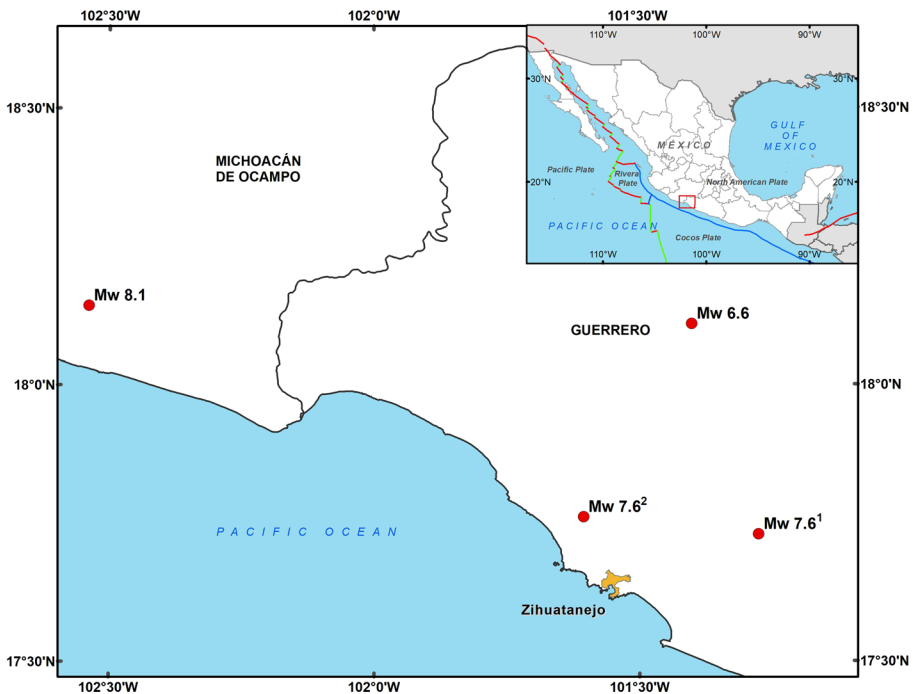 102°30'W
102°0'W
101°30'W
18°30'N
18°30'N
110°W
100°W
90°W
30°N
30°N
GULF
OF
MEXICO
MÉXICO
Pacific Plate
Rivera
Plate
North American Plate
20°N
20°N
PACIFIC OCEAN
Cocos Plate
110°W
100°W
90°W
MICHOACÁN
DE OCAMPO
Mw 8.1
Mw 6.6
GUERRERO
18°0'N
18°0'N
Mw 7.6²
Mw 7.6¹
PACIFIC OCEAN
Zihuatanejo
17°30'N
17°30'N
102°30'W
102°0'W
101°30'W